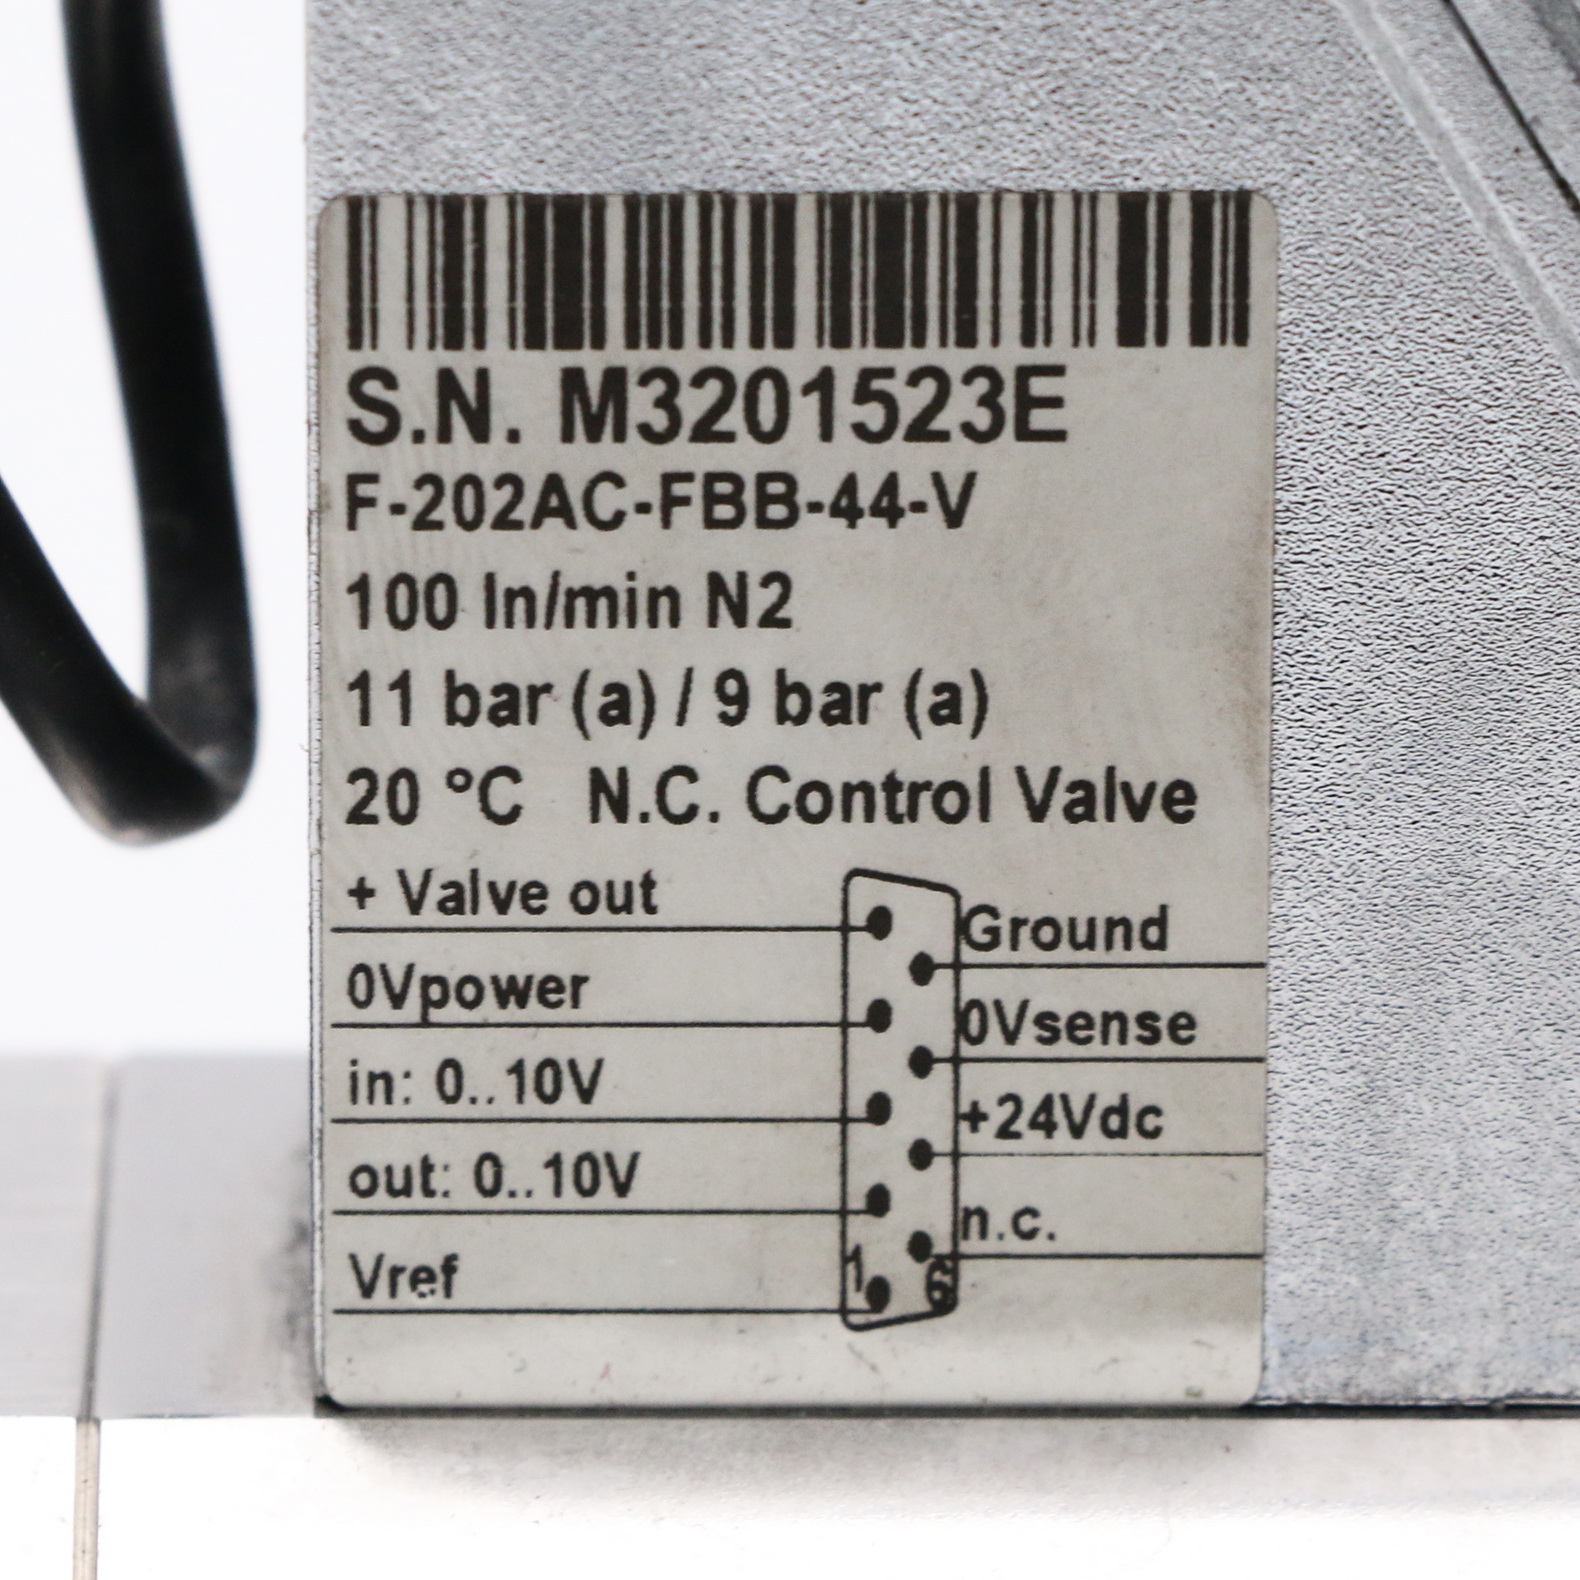 S.N. M3201523E
F-202AC-FBB-44-V
100 ln/min N2
11 bar (a) / 9 bar (a)
20 °C N.C. Control Valve
+ Valve out
Ground
0Vpower
0Vsense
in: 0..10V
+24Vdc
out: 0..10V
n.c.
Vref
1 6